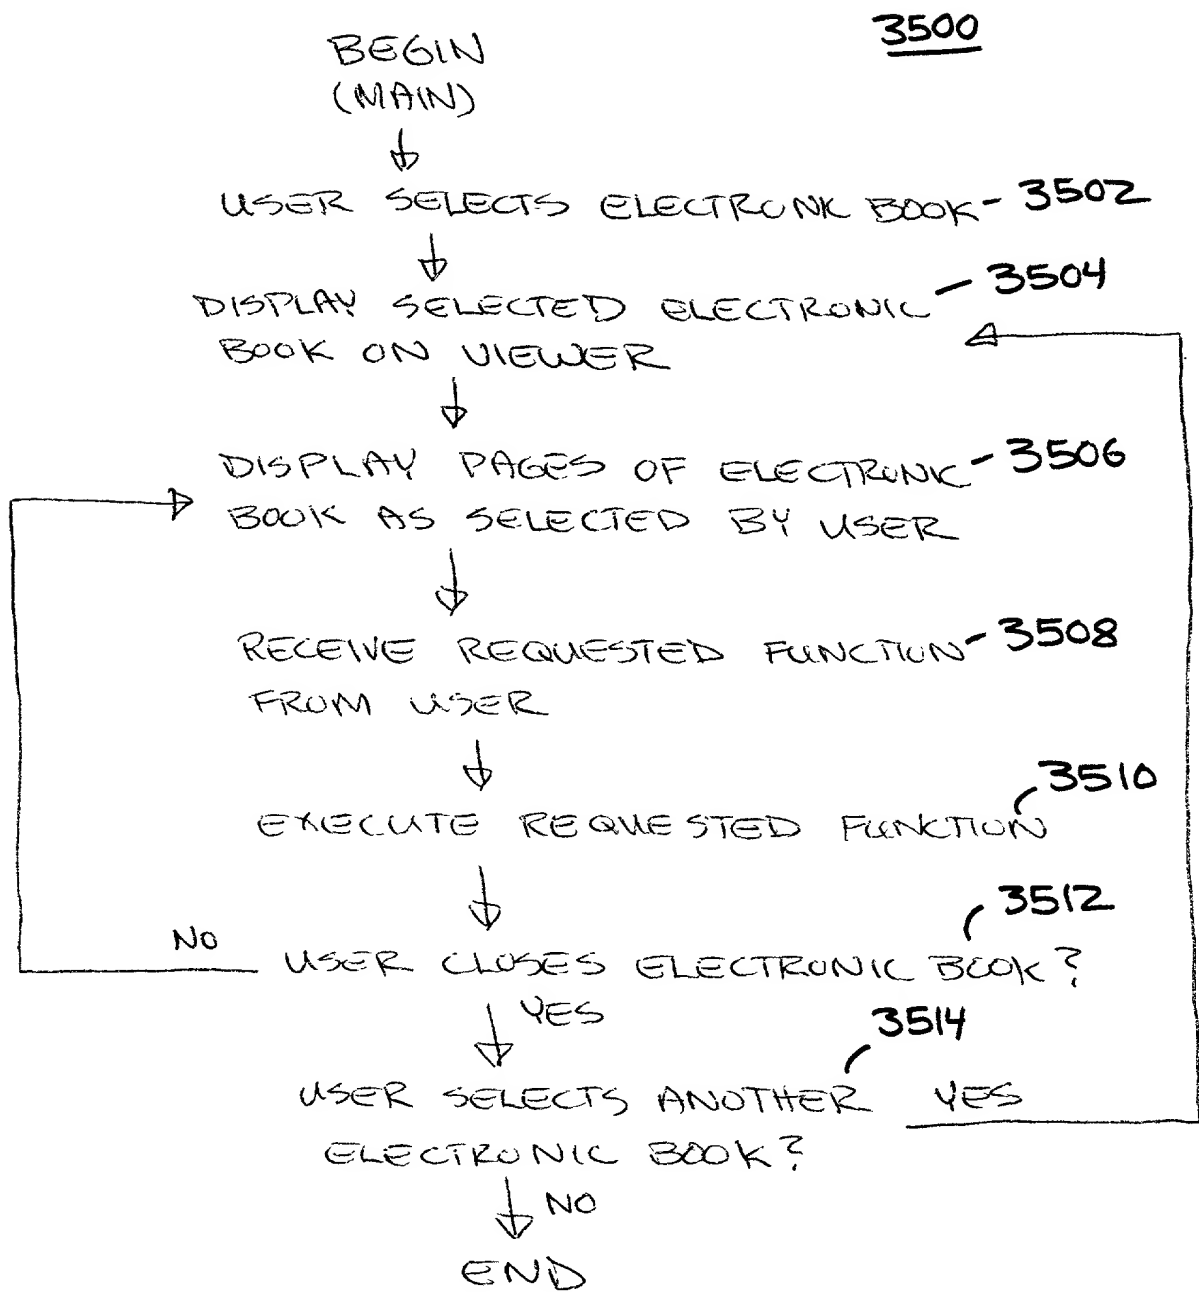 3500
BEGIN
(MAIN)
USER SELECTS ELECTRONIC BOOK - 3502
3504
DISPLAY SELECTED ELECTRONIC
BOOK ON VIEWER
DISPLAY PAGES OF ELECTRONIC - 3506
BOOK AS SELECTED BY USER
RECEIVE REQUESTED FUNCTION - 3508
FROM USER
3510
EXECUTE REQUESTED FUNCTION
3512
NO USER CLOSES ELECTRONIC BOOK?
YES
3514
USER SELECTS ANOTHER YES
ELECTRONIC BOOK?
NO
END